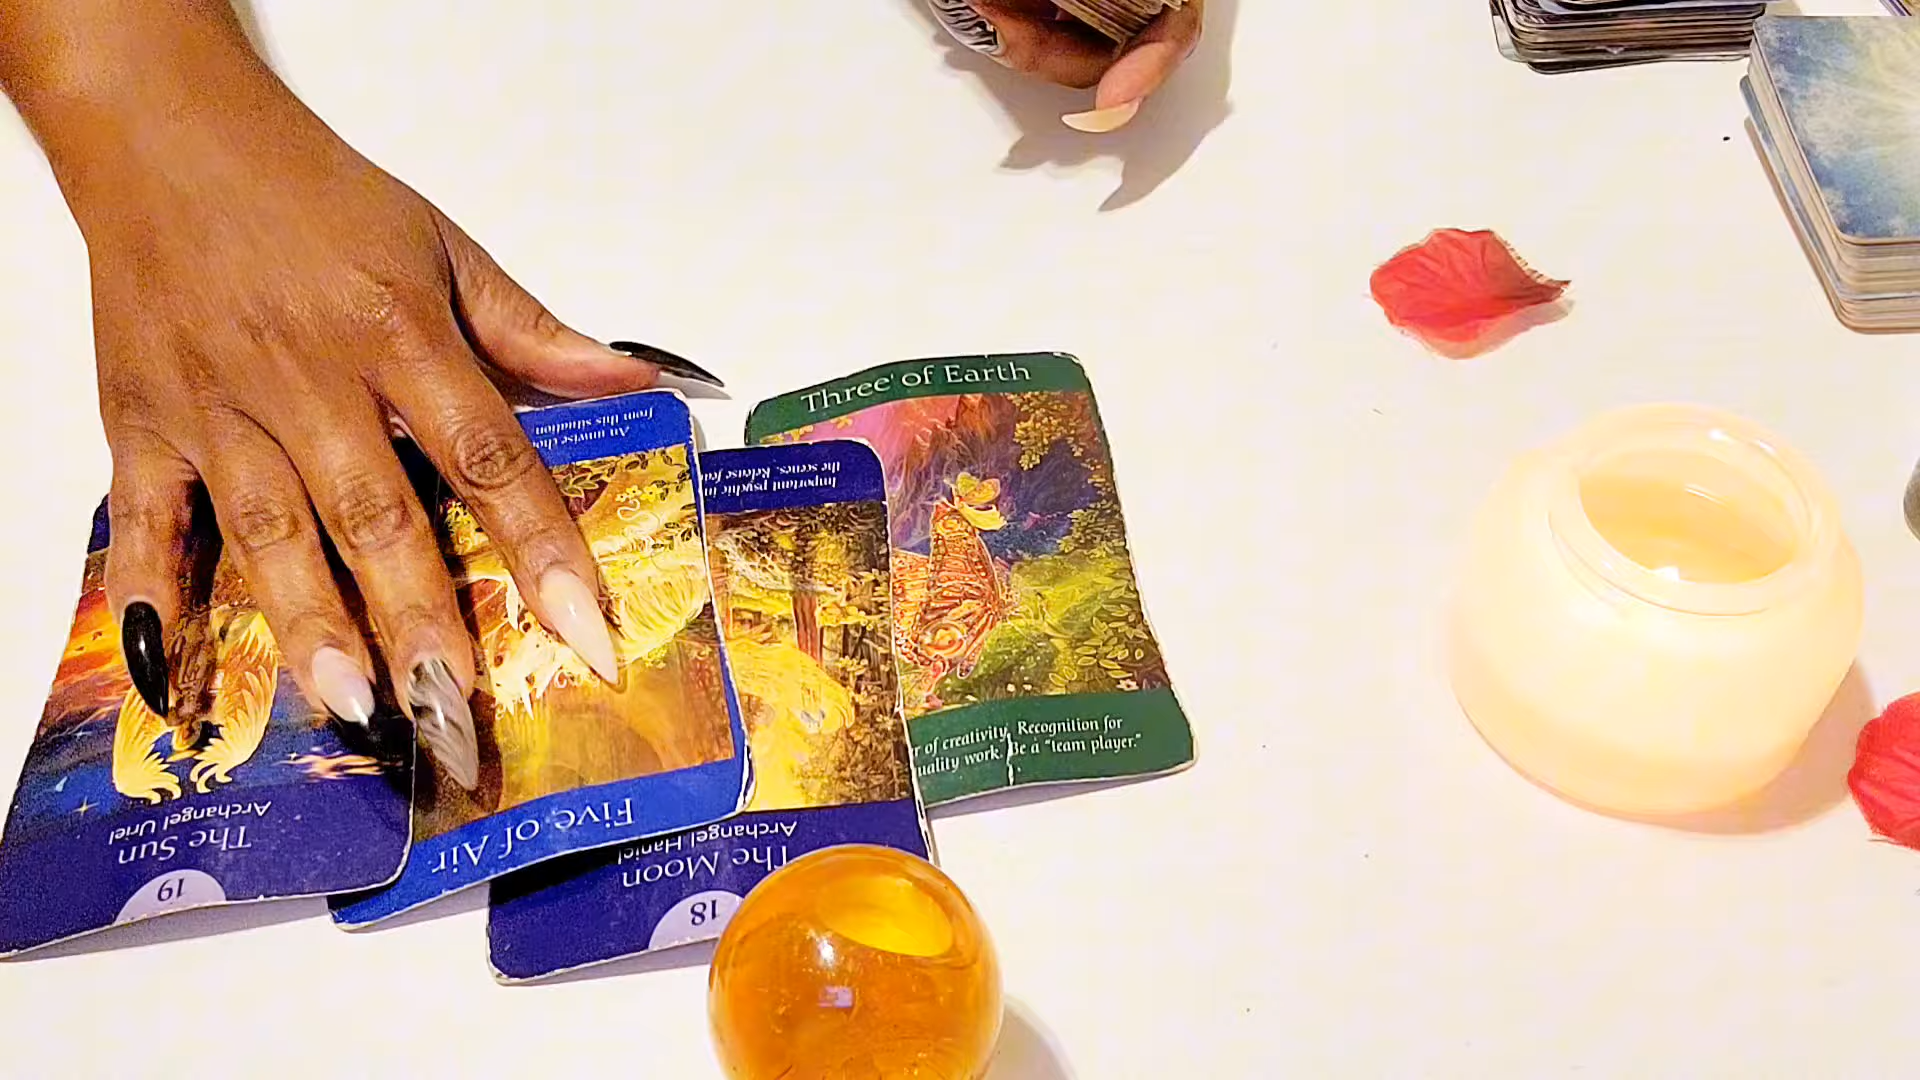 Three of Earth
r of creativity. Recognition for
uality work. Be a "team player."
An unwise cho
from this situation
Five of Air
Important psychic in
the scenes. Release fea
The Moon
Archangel Haniel
18
The Sun
Archangel Uriel
19